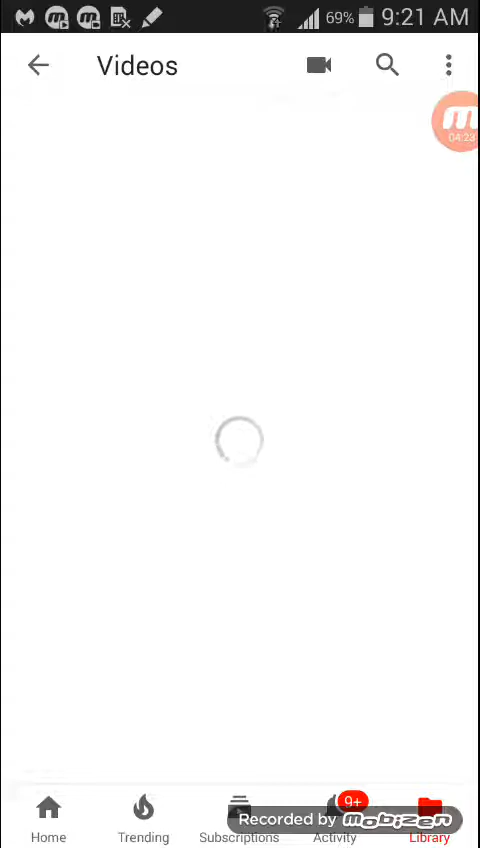 69% 9:21 AM
Videos
04:23
9+
Recorded by mobizen
Home Trending Subscriptions Activity Library